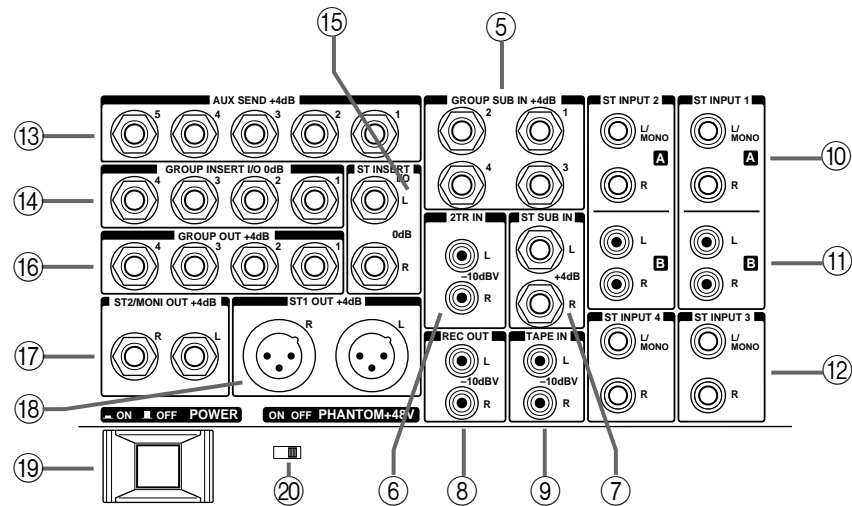 ⑮ ⑤
AUX SEND +4dB
5 4 3 2 1
GROUP SUB IN +4dB
2 1
4 3
ST INPUT 2
L/
MONO
A
R
L
B
R
ST INPUT 1
L/
MONO
A
R
L
B
R
⑬
⑩
GROUP INSERT I/O 0dB
4 3 2 1
ST INSERT
I/O
L
0dB
R
⑭
⑪
GROUP OUT +4dB
4 3 2 1
2TR IN
L
–10dBV
R
ST SUB IN
L
+4dB
R
⑯
ST2/MONI OUT +4dB
R L
ST1 OUT +4dB
R L
⑰
REC OUT
L
–10dBV
R
TAPE IN
L
–10dBV
R
ST INPUT 4
L/
MONO
R
ST INPUT 3
L/
MONO
R
⑫
⑱
ON OFF POWER
ON OFF PHANTOM+48V
⑲ ⑳ ⑥ ⑧ ⑨ ⑦